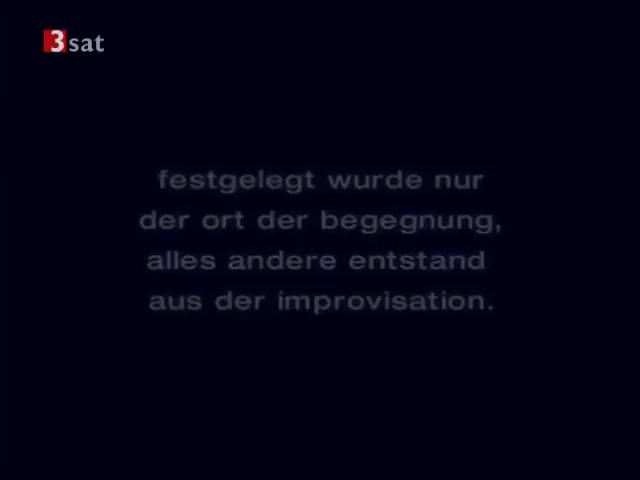 3sat
festgelegt wurde nur
der ort der begegnung,
alles andere entstand
aus der improvisation.